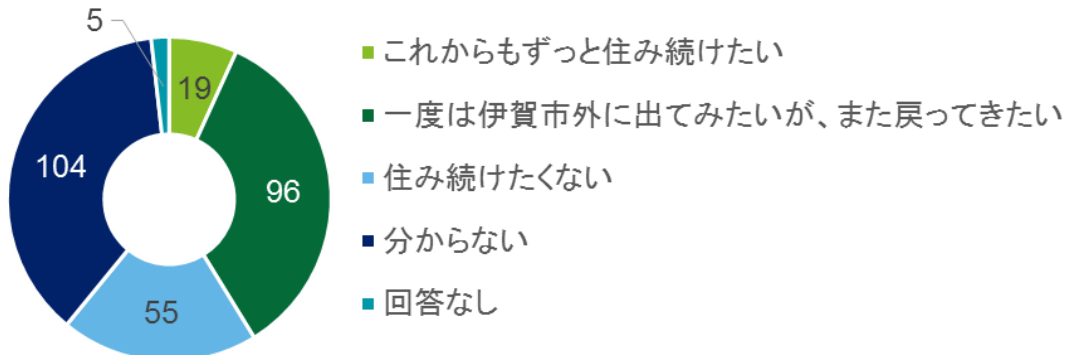 5
19
これからもずっと住み続けたい
一度は伊賀市外に出てみたいが、また戻ってきたい
104
96
住み続けたくない
分からない
55
回答なし